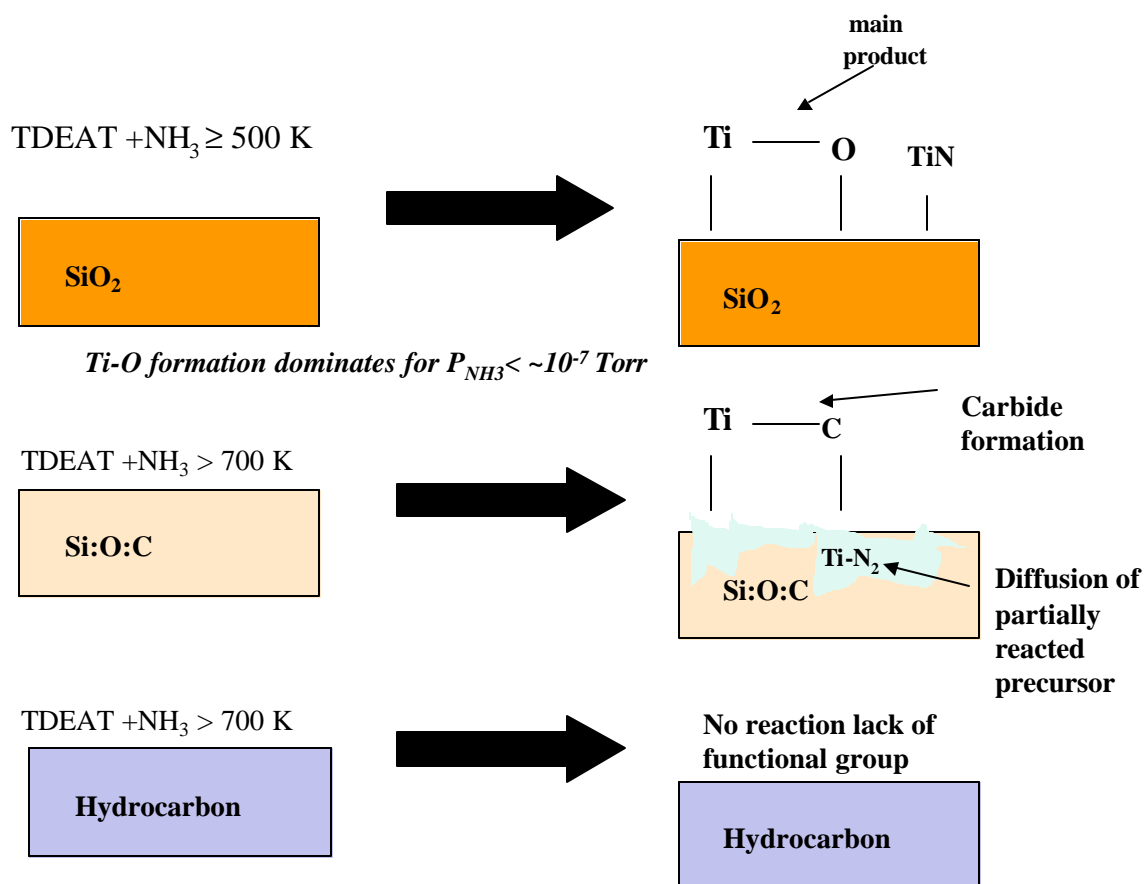 main
product
TDEAT +NH₃ ≥ 500 K
Ti
O
TiN
SiO₂
SiO₂
Ti-O formation dominates for P_NH3 < ~10⁻⁷ Torr
Ti
C
Carbide
formation
TDEAT +NH₃ > 700 K
Si:O:C
Ti-N₂
Si:O:C
Diffusion of
partially
reacted
precursor
TDEAT +NH₃ > 700 K
No reaction lack of
functional group
Hydrocarbon
Hydrocarbon